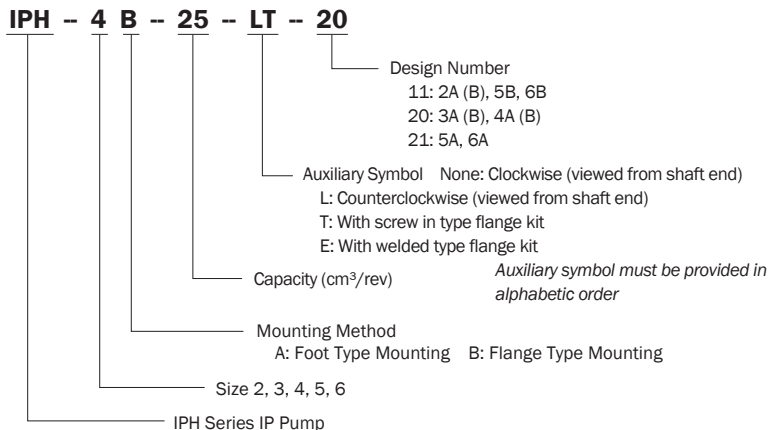 IPH -- 4 B -- 25 -- LT -- 20
Design Number
11: 2A (B), 5B, 6B
20: 3A (B), 4A (B)
21: 5A, 6A
Auxiliary Symbol None: Clockwise (viewed from shaft end)
L: Counterclockwise (viewed from shaft end)
T: With screw in type flange kit
E: With welded type flange kit
Capacity (cm³/rev)
Auxiliary symbol must be provided in
alphabetic order
Mounting Method
A: Foot Type Mounting B: Flange Type Mounting
Size 2, 3, 4, 5, 6
IPH Series IP Pump